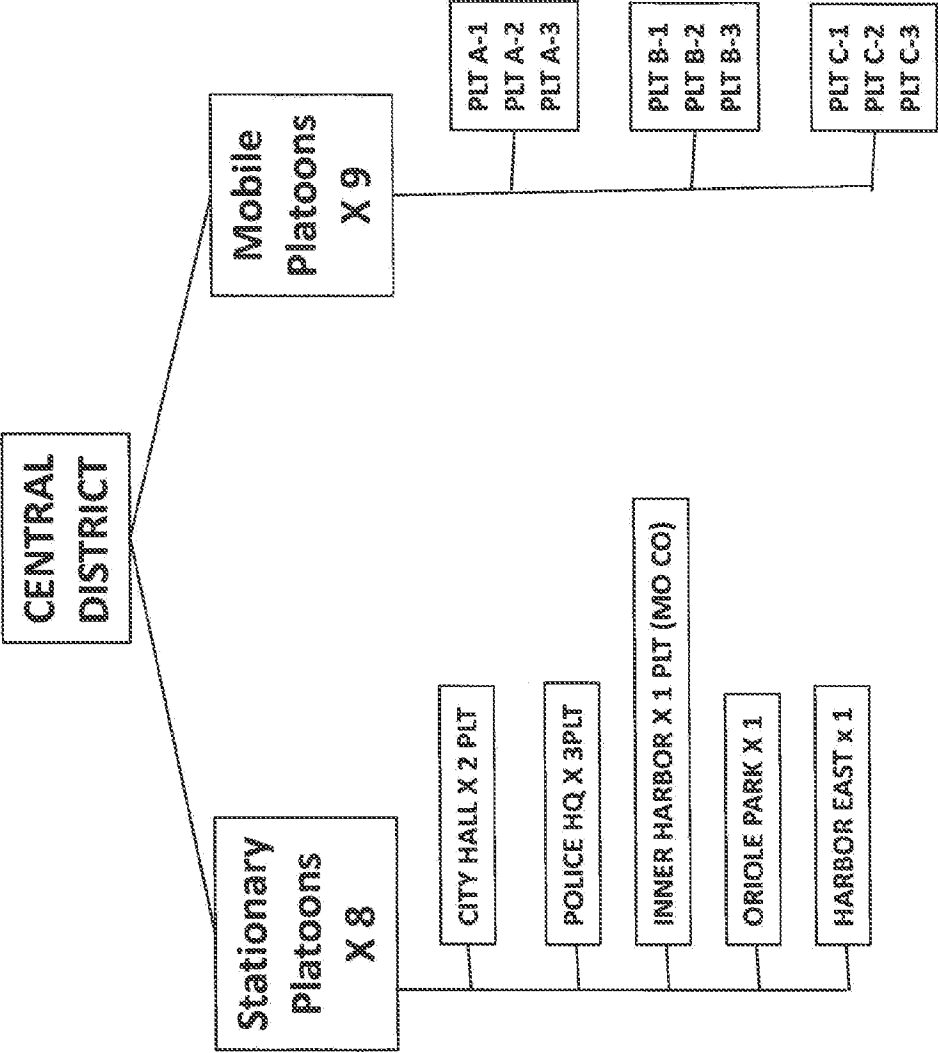 CENTRAL
DISTRICT
Stationary
Platoons
X 8
CITY HALL X 2 PLT
POLICE HQ X 3PLT
INNER HARBOR X 1 PLT (MO CO)
ORIOLE PARK X 1
HARBOR EAST x 1
Mobile
Platoons
X 9
PLT A-1
PLT A-2
PLT A-3
PLT B-1
PLT B-2
PLT B-3
PLT C-1
PLT C-2
PLT C-3